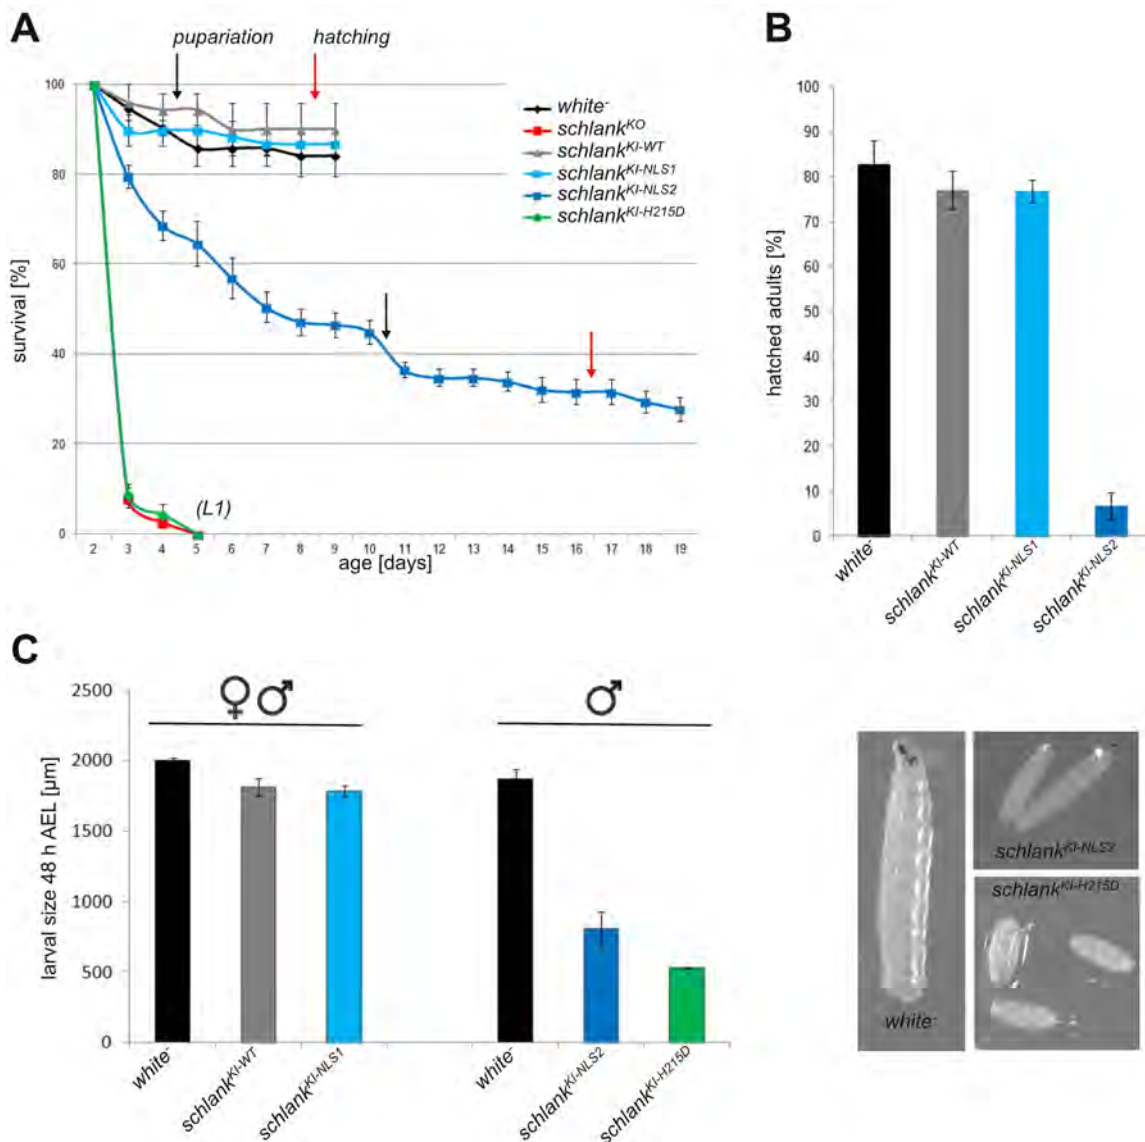 A
pupariation hatching
100
80
60
40
20
0
survival [%]
2 3 4 5 6 7 8 9 10 11 12 13 14 15 16 17 18 19
age [days]
(L1)
white-
schlankKO
schlankKI-WT
schlankKI-NLS1
schlankKI-NLS2
schlankKI-H215D
B
100
90
80
70
60
50
40
30
20
10
0
hatched adults [%]
white-
schlankKI-WT
schlankKI-NLS1
schlankKI-NLS2
C
2500
2000
1500
1000
500
0
larval size 48 h AEL [µm]
♀♂
♂
white-
schlankKI-WT
schlankKI-NLS1
white-
schlankKI-NLS2
schlankKI-H215D
white-
schlankKI-NLS2
schlankKI-H215D